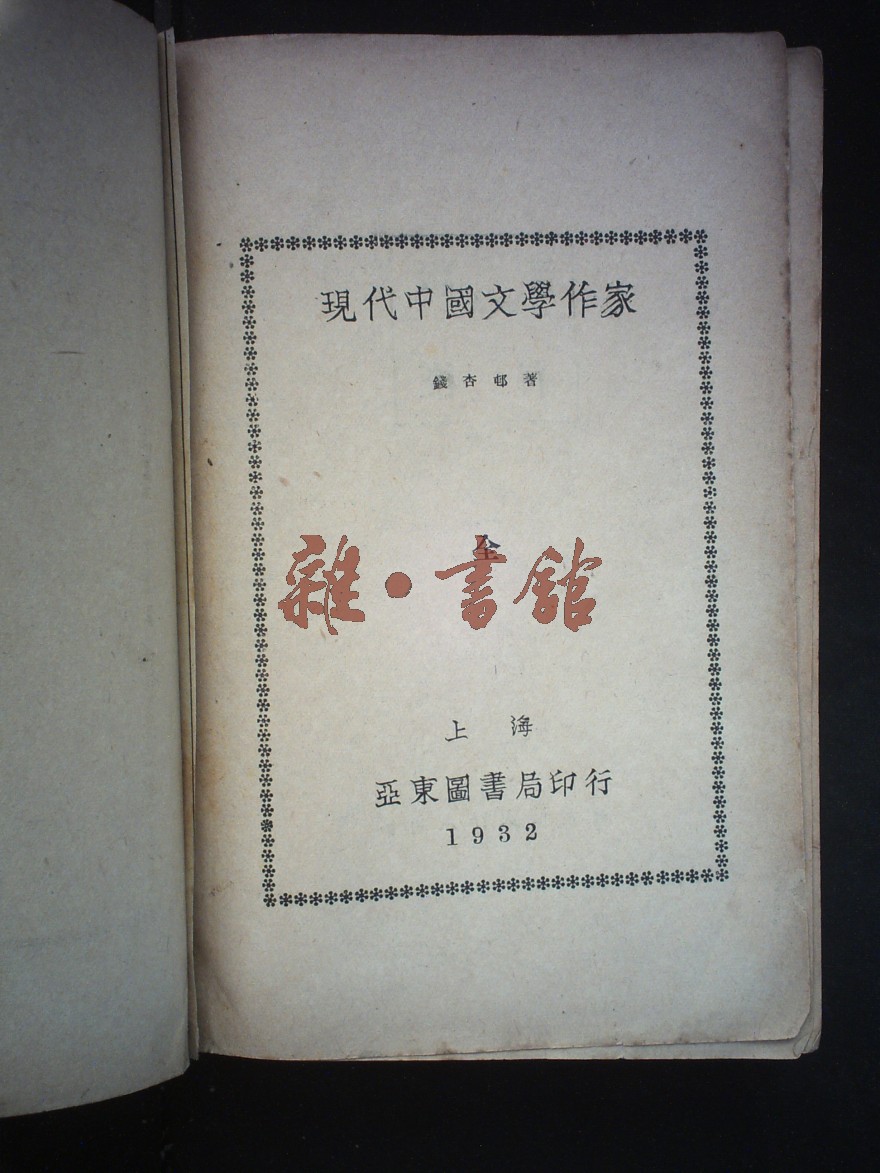 現代中國文學作家
錢杏邨著
全
雜·書館
上海
亞東圖書局印行
1932